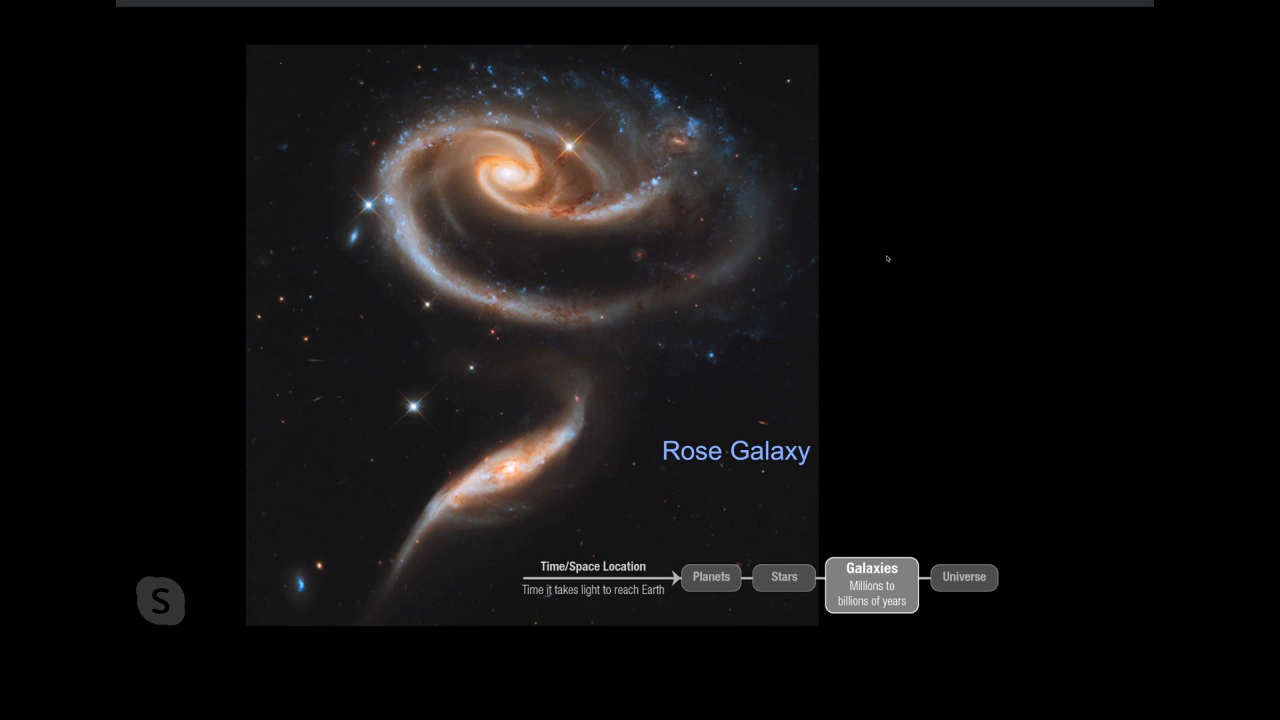 Rose Galaxy
Time/Space Location
Time it takes light to reach Earth
Planets
Stars
Galaxies
Millions to
billions of years
Universe
S